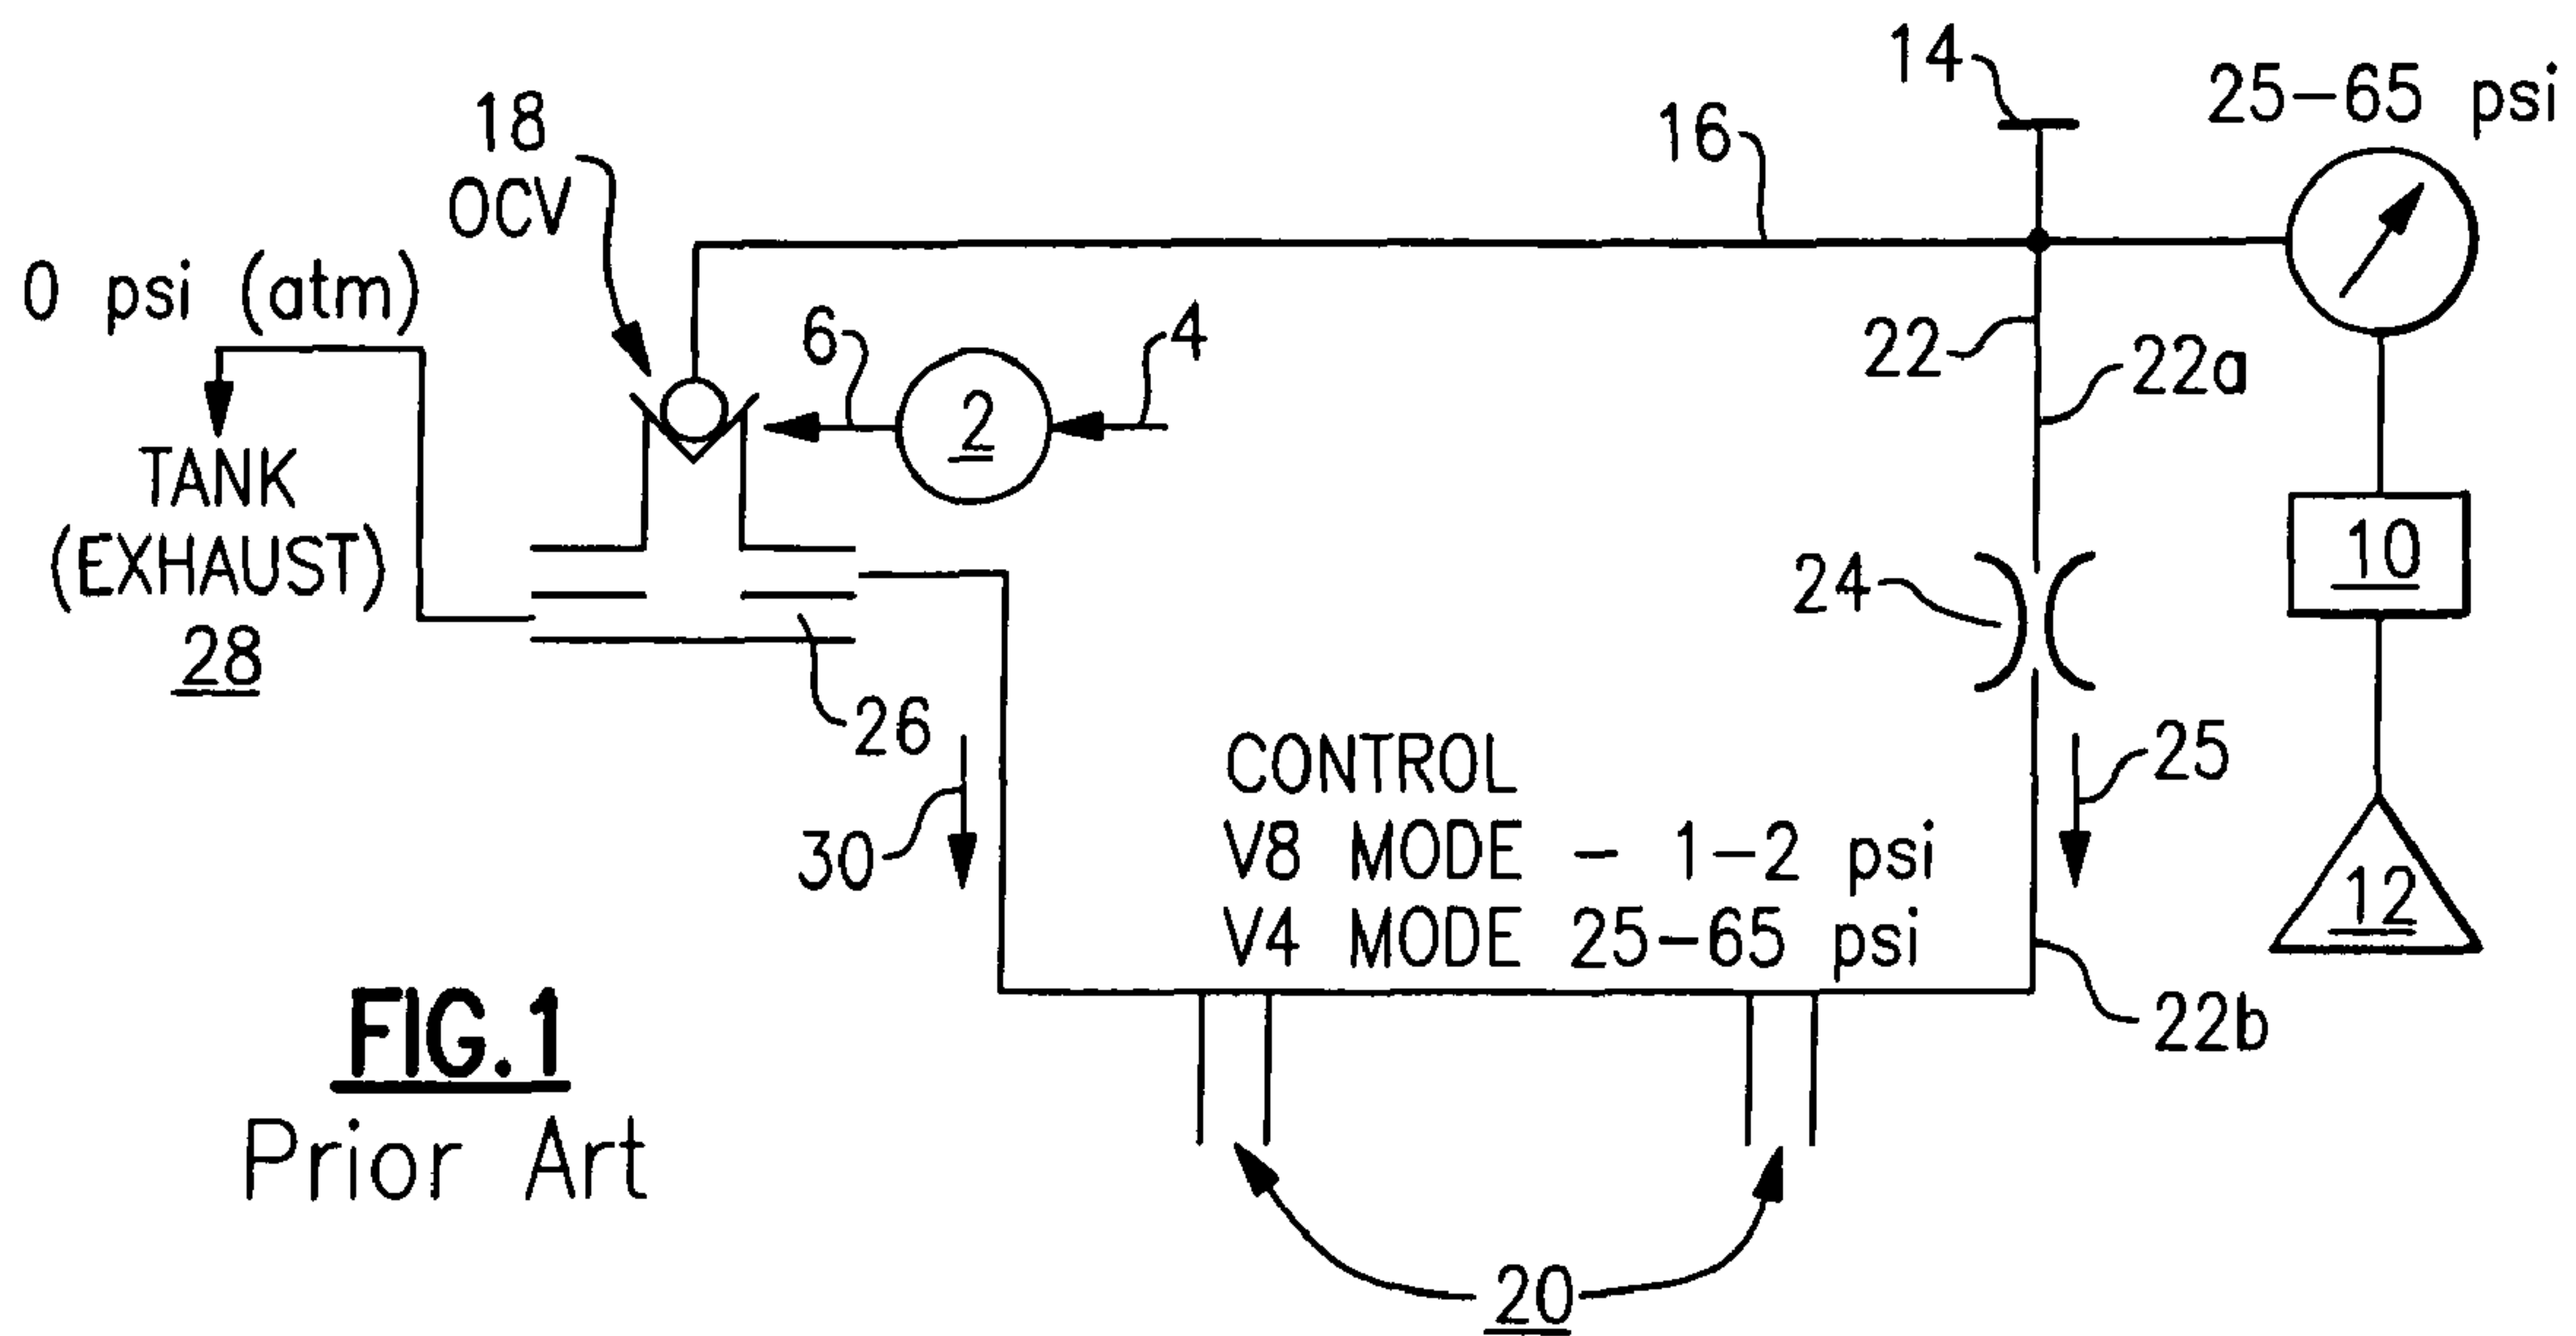 14
25-65 psi
18
OCV
16
0 psi (atm)
6
4
22
22a
2
TANK
(EXHAUST)
28
10
24
26
25
CONTROL
V8 MODE - 1-2 psi
V4 MODE 25-65 psi
30
12
22b
FIG.1
Prior Art
20